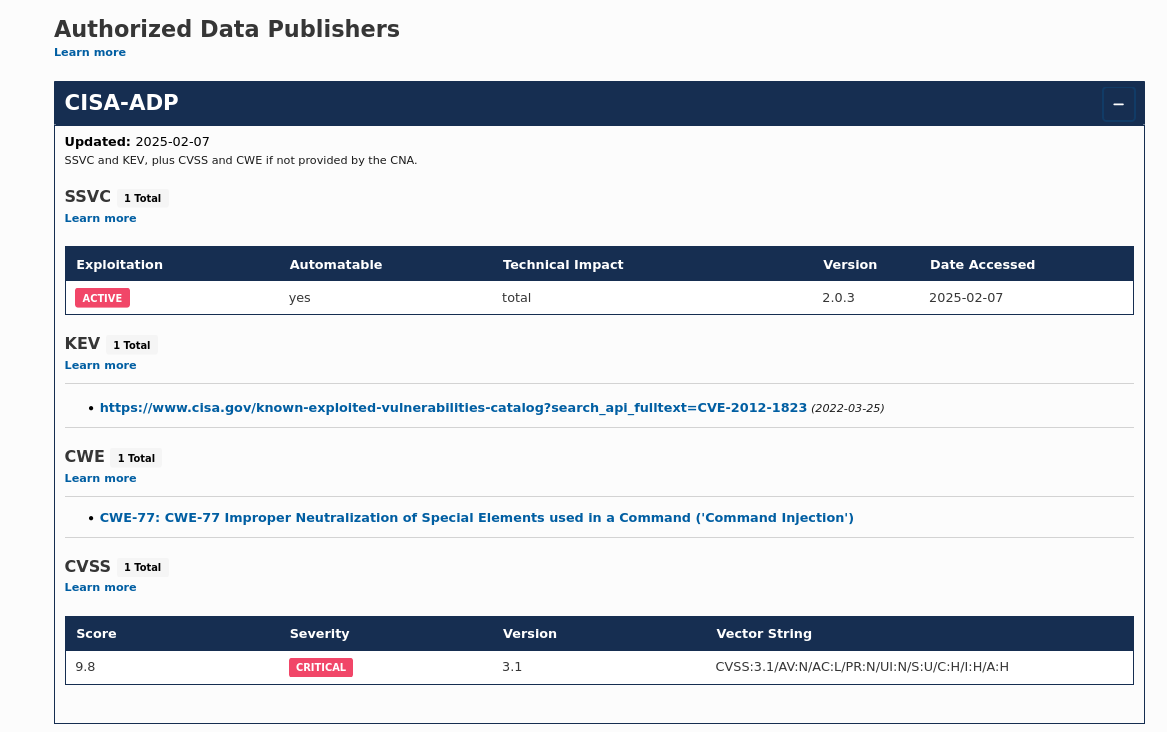 Authorized Data Publishers
Learn more
CISA-ADP
−
Updated: 2025-02-07
SSVC and KEV, plus CVSS and CWE if not provided by the CNA.
SSVC 1 Total
Learn more
Exploitation Automatable Technical Impact Version Date Accessed
ACTIVE yes total 2.0.3 2025-02-07
KEV 1 Total
Learn more
• https://www.cisa.gov/known-exploited-vulnerabilities-catalog?search_api_fulltext=CVE-2012-1823 (2022-03-25)
CWE 1 Total
Learn more
• CWE-77: CWE-77 Improper Neutralization of Special Elements used in a Command ('Command Injection')
CVSS 1 Total
Learn more
Score Severity Version Vector String
9.8 CRITICAL 3.1 CVSS:3.1/AV:N/AC:L/PR:N/UI:N/S:U/C:H/I:H/A:H